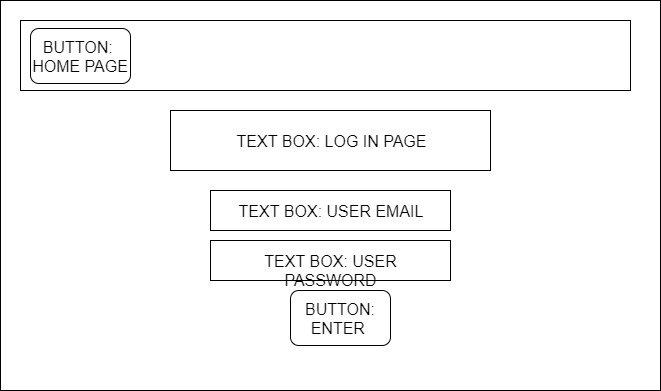 BUTTON:
HOME PAGE
TEXT BOX: LOG IN PAGE
TEXT BOX: USER EMAIL
TEXT BOX: USER
PASSWORD
BUTTON:
ENTER